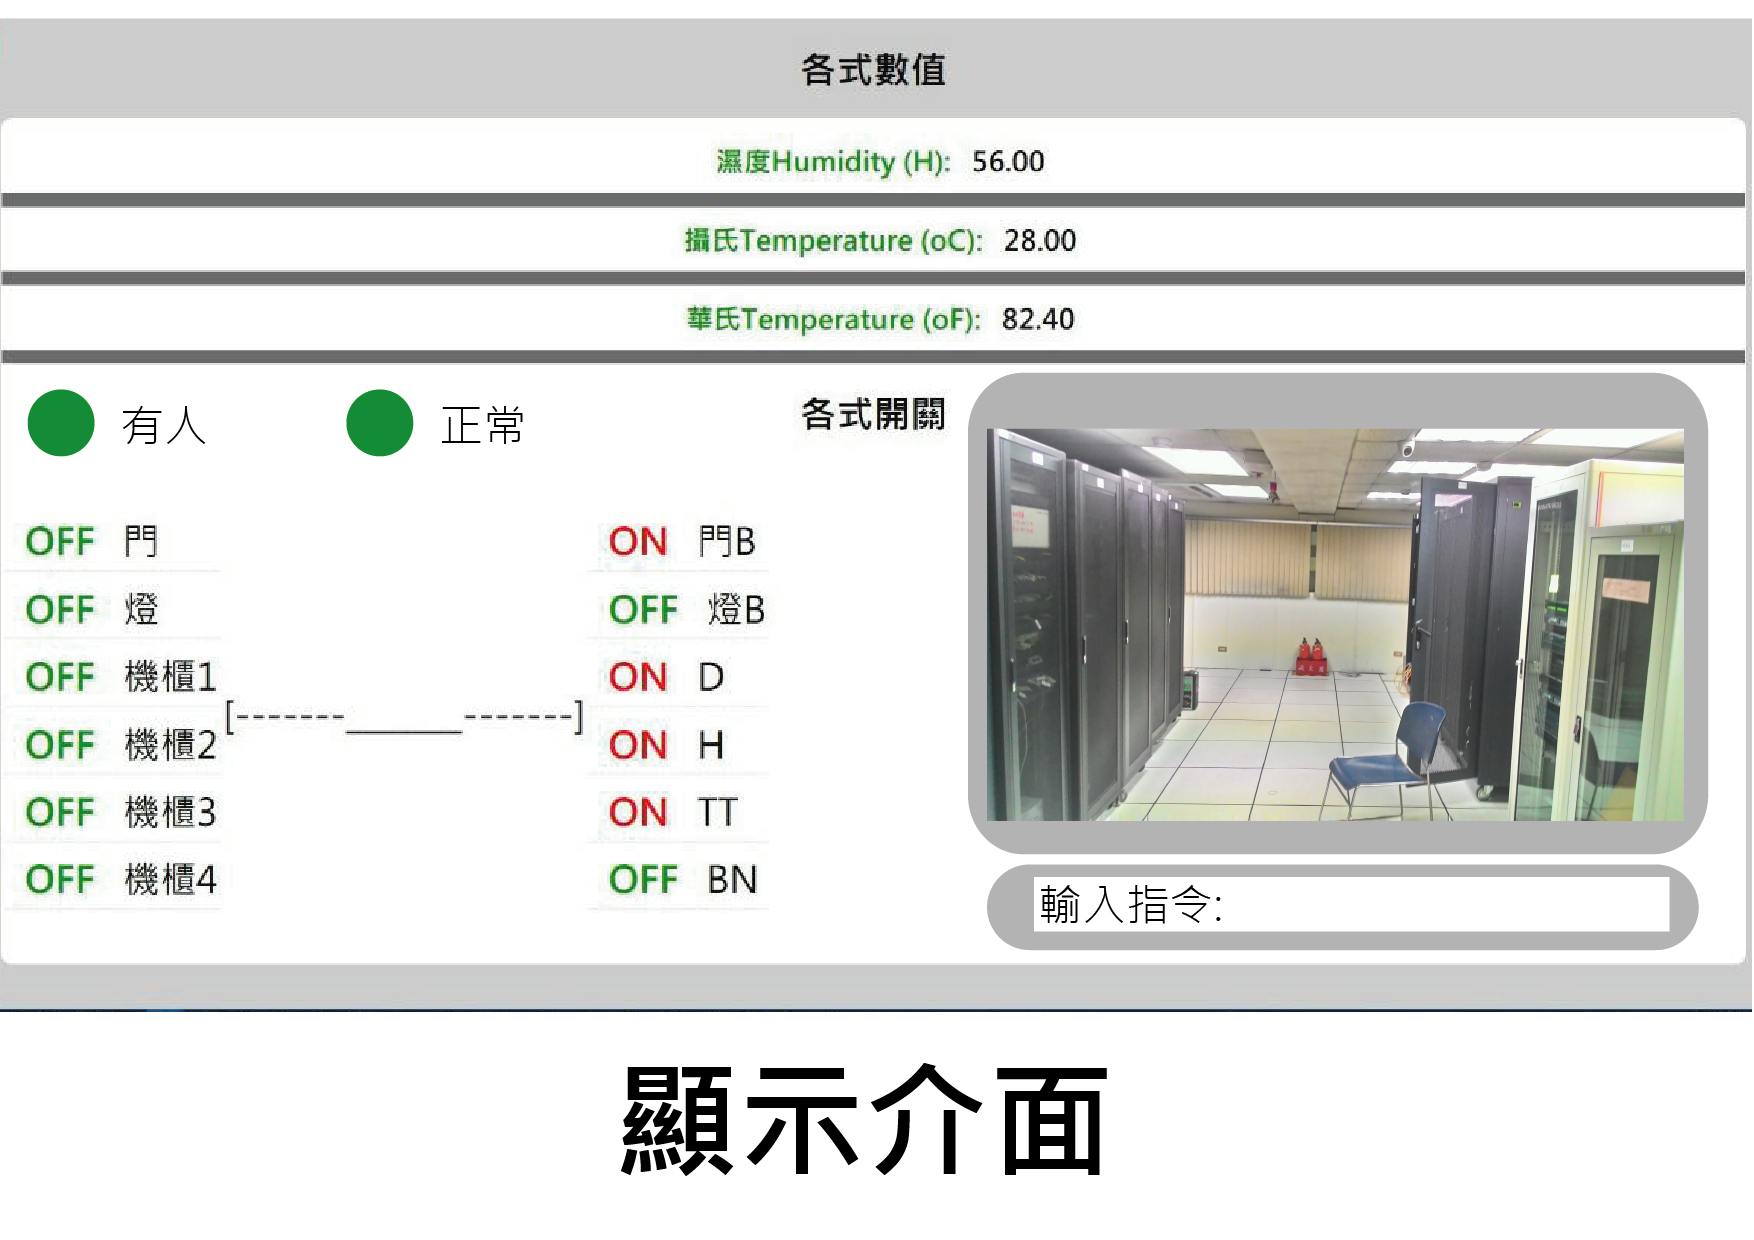 各式數值
濕度Humidity (H): 56.00
攝氏Temperature (oC): 28.00
華氏Temperature (oF): 82.40
有人
正常
各式開關
OFF 門
OFF 燈
OFF 機櫃1
OFF 機櫃2
OFF 機櫃3
OFF 機櫃4
[-------______-------]
ON 門B
OFF 燈B
ON D
ON H
ON TT
OFF BN
輸入指令:
顯示介面